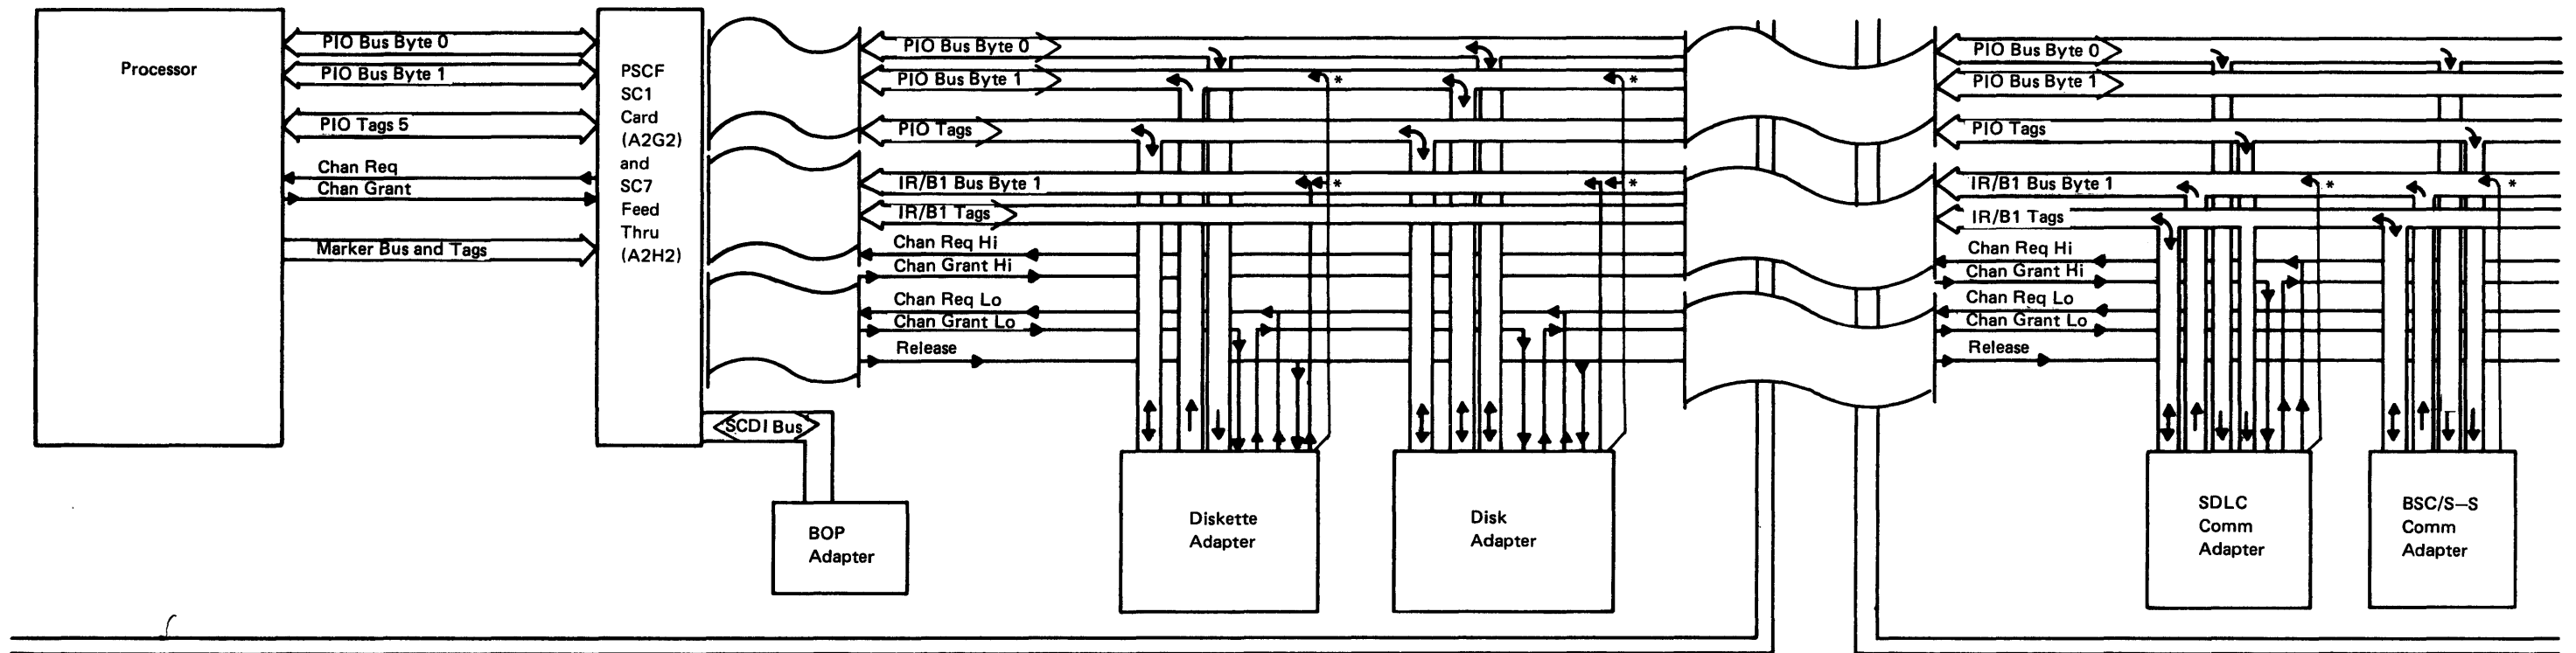 Processor
PIO Bus Byte 0
PIO Bus Byte 1
PIO Tags 5
Chan Req
Chan Grant
Marker Bus and Tags
PSCF
SC1
Card
(A2G2)
and
SC7
Feed
Thru
(A2H2)
SCDI Bus
BOP
Adapter
PIO Bus Byte 0
PIO Bus Byte 1
*
*
PIO Tags
IR/B1 Bus Byte 1
*
*
IR/B1 Tags
Chan Req Hi
Chan Grant Hi
Chan Req Lo
Chan Grant Lo
Release
Diskette
Adapter
Disk
Adapter
PIO Bus Byte 0
PIO Bus Byte 1
PIO Tags
IR/B1 Bus Byte 1
*
*
IR/B1 Tags
Chan Req Hi
Chan Grant Hi
Chan Req Lo
Chan Grant Lo
Release
SDLC
Comm
Adapter
BSC/S–S
Comm
Adapter